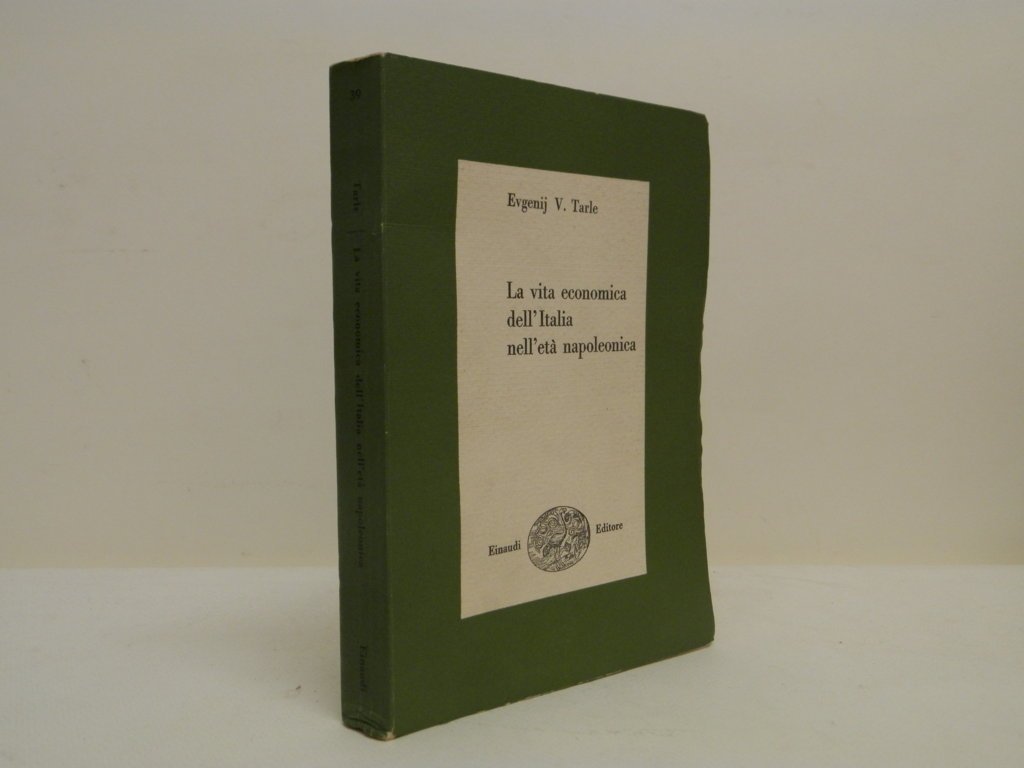 39
Tarle
La vita economica dell'Italia nell'età napoleonica
Einaudi
Evgenij V. Tarle
La vita economica
dell'Italia
nell'età napoleonica
Einaudi
Editore